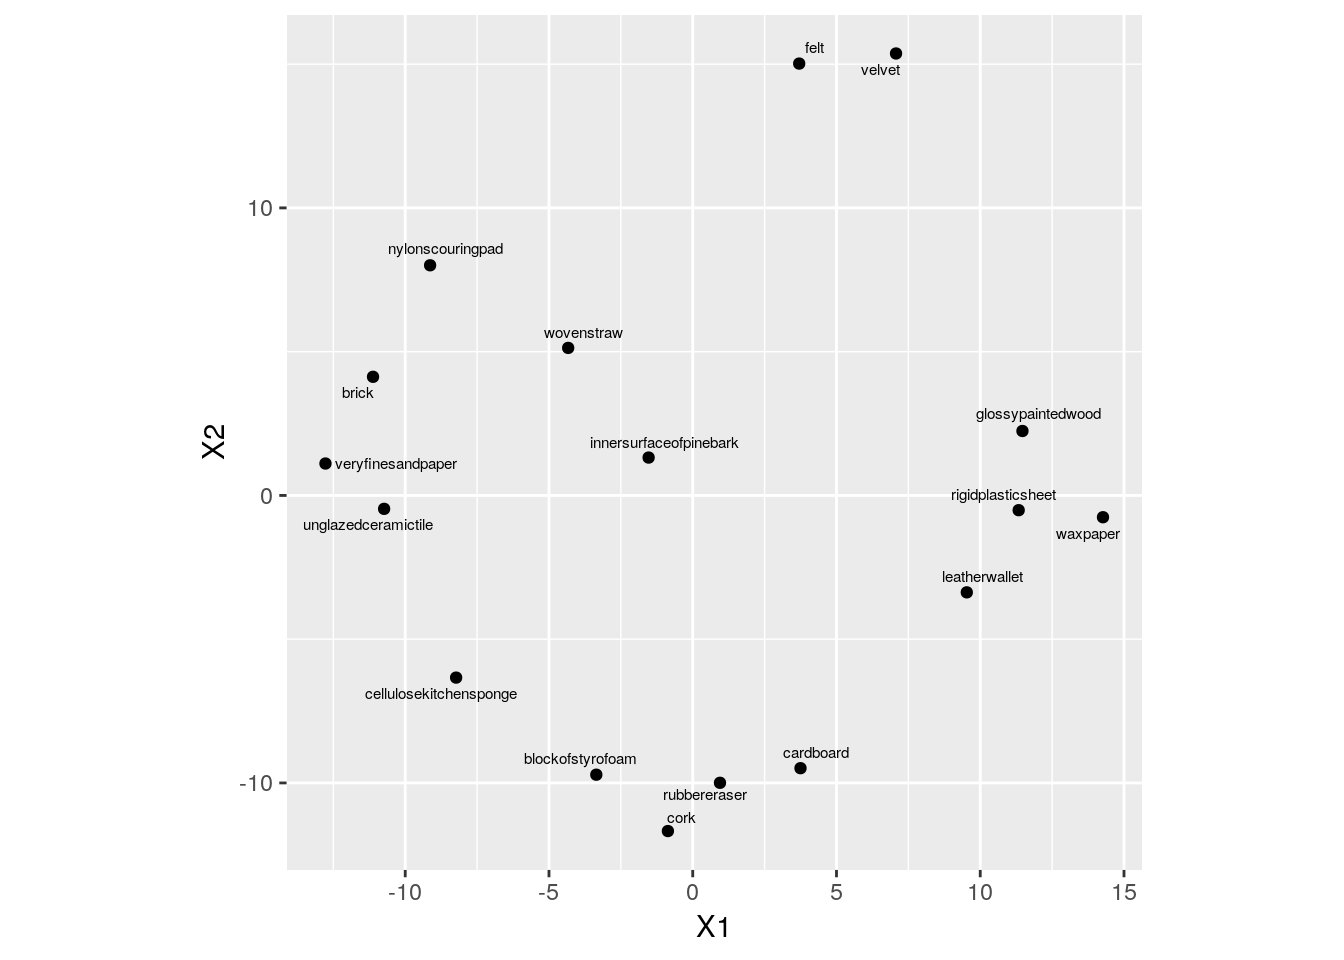 felt
velvet
10
nylonscouringpad
wovenstraw
brick
glossypaintedwood
X2
innersurfaceofpinebark
veryfinesandpaper
0
rigidplasticsheet
unglazedceramictile
waxpaper
leatherwallet
cellulosekitchensponge
cardboard
blockofstyrofoam
-10
rubbereraser
cork
-10 -5 0 5 10 15
X1